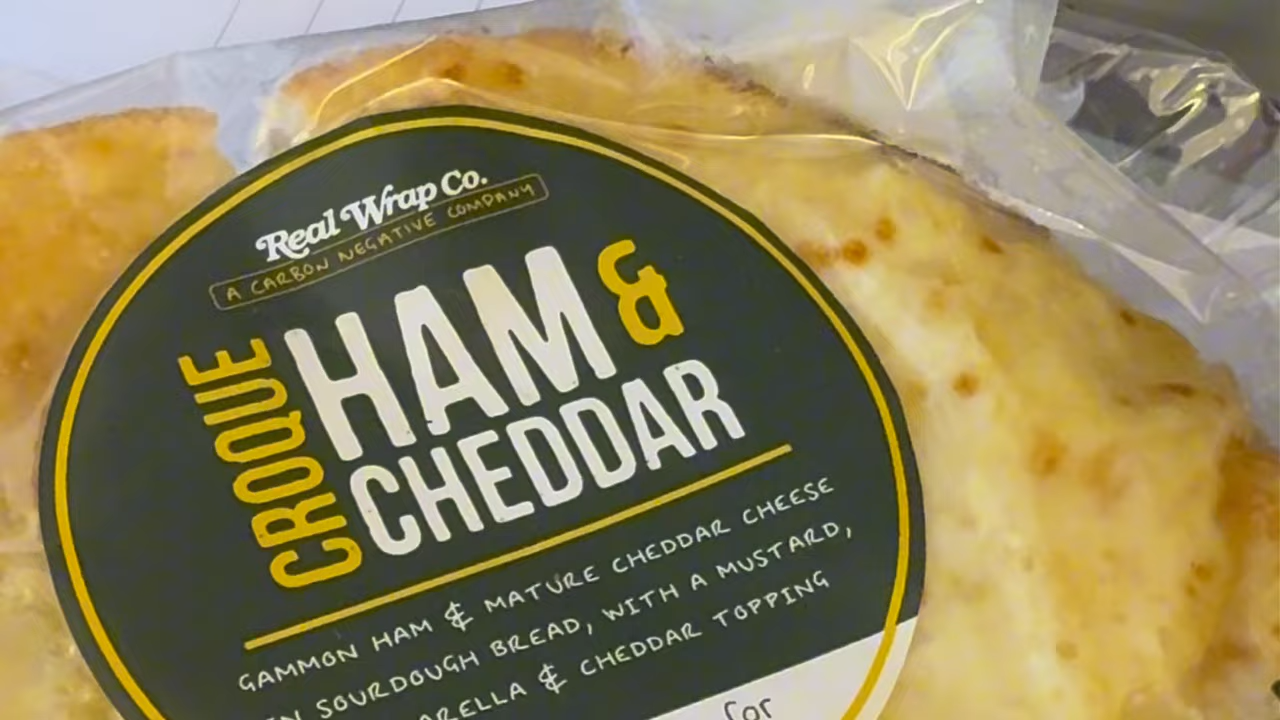 Real Wrap Co.
A CARBON NEGATIVE COMPANY
CROQUE
HAM &
CHEDDAR
GAMMON HAM & MATURE CHEDDAR CHEESE
SOURDOUGH BREAD, WITH A MUSTARD,
& CHEDDAR TOPPING
for